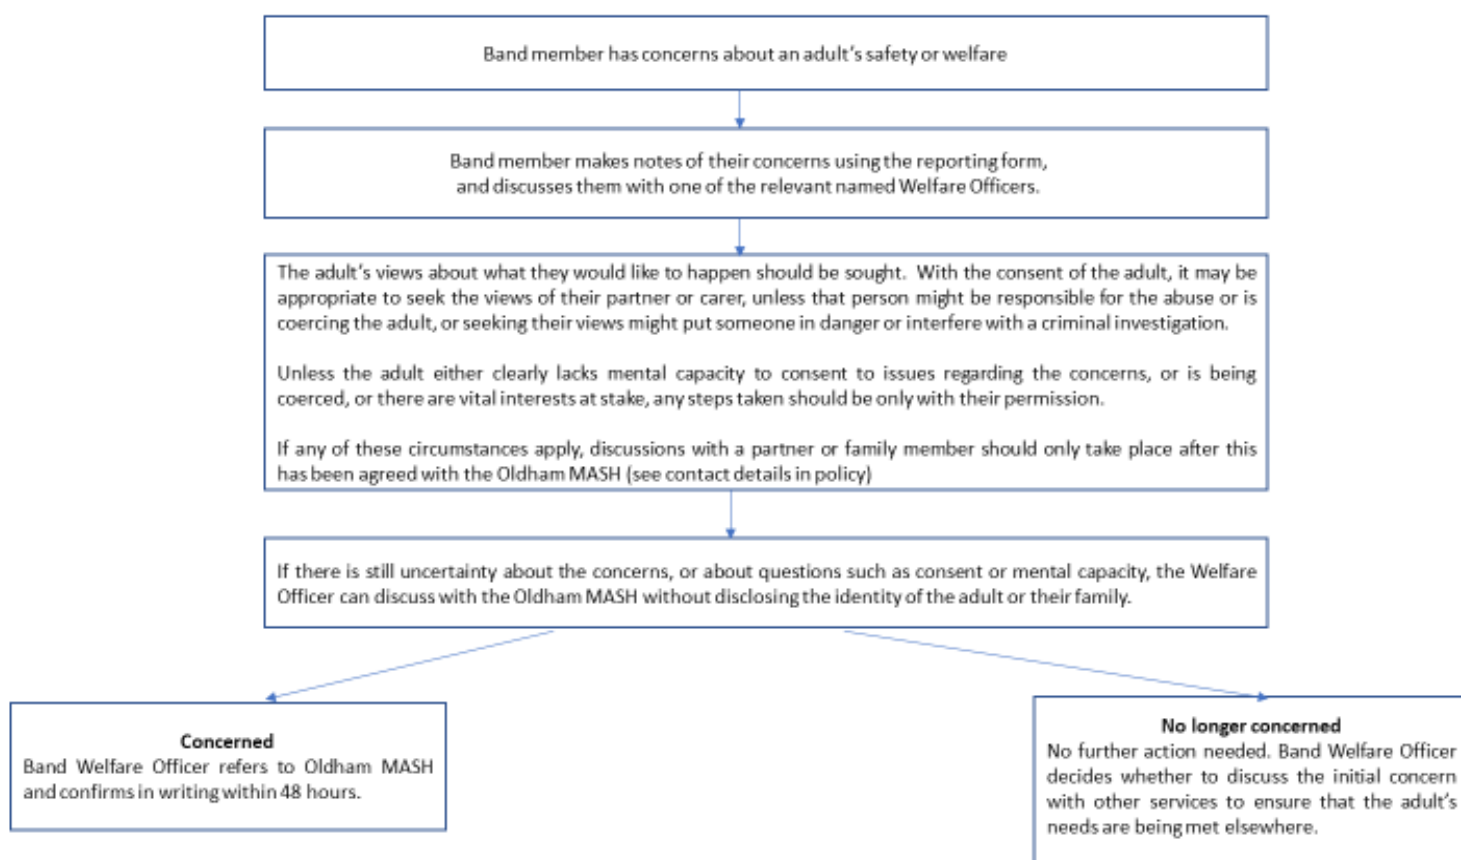 Band member has concerns about an adult's safety or welfare
Band member makes notes of their concerns using the reporting form,
and discusses them with one of the relevant named Welfare Officers.
The adult's views about what they would like to happen should be sought. With the consent of the adult, it may be
appropriate to seek the views of their partner or carer, unless that person might be responsible for the abuse or is
coercing the adult, or seeking their views might put someone in danger or interfere with a criminal investigation.
Unless the adult either clearly lacks mental capacity to consent to issues regarding the concerns, or is being
coerced, or there are vital interests at stake, any steps taken should be only with their permission.
If any of these circumstances apply, discussions with a partner or family member should only take place after this
has been agreed with the Oldham MASH (see contact details in policy)
If there is still uncertainty about the concerns, or about questions such as consent or mental capacity, the Welfare
Officer can discuss with the Oldham MASH without disclosing the identity of the adult or their family.
Concerned
Band Welfare Officer refers to Oldham MASH
and confirms in writing within 48 hours.
No longer concerned
No further action needed. Band Welfare Officer
decides whether to discuss the initial concern
with other services to ensure that the adult's
needs are being met elsewhere.